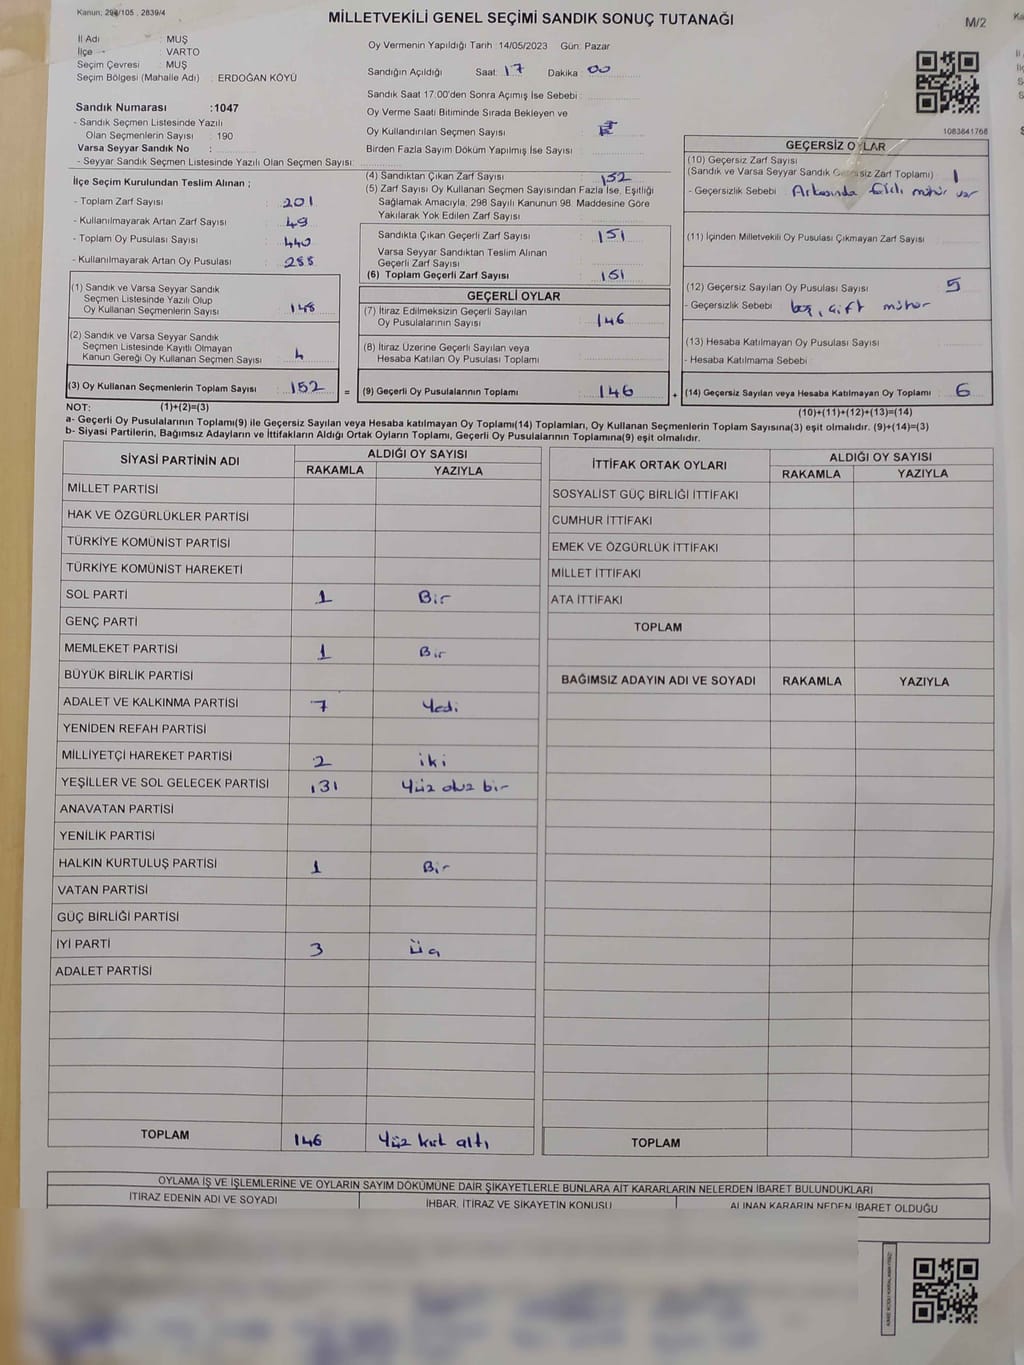 Kanun; 298/105 , 2839/4
MİLLETVEKİLİ GENEL SEÇİMİ SANDIK SONUÇ TUTANAĞI
M/2
İl Adı : MUŞ
İlçe : VARTO
Seçim Çevresi : MUŞ
Seçim Bölgesi (Mahalle Adı) : ERDOĞAN KÖYÜ
Sandık Numarası :1047
- Sandık Seçmen Listesinde Yazılı
Olan Seçmenlerin Sayısı : 190
Varsa Seyyar Sandık No :
- Seyyar Sandık Seçmen Listesinde Yazılı Olan Seçmen Sayısı:
Oy Vermenin Yapıldığı Tarih : 14/05/2023 Gün: Pazar
Sandığın Açıldığı Saat: 17 Dakika: 00
Sandık Saat 17:00'den Sonra Açımış İse Sebebi :
Oy Verme Saati Bitiminde Sırada Bekleyen ve
Oy Kullandırılan Seçmen Sayısı :
Birden Fazla Sayım Döküm Yapılmış İse Sayısı :
1083641768
İlçe Seçim Kurulundan Teslim Alınan ;
- Toplam Zarf Sayısı : 201
- Kullanılmayarak Artan Zarf Sayısı : 49
- Toplam Oy Pusulası Sayısı : 440
- Kullanılmayarak Artan Oy Pusulası : 288
(4) Sandıktan Çıkan Zarf Sayısı : 152
(5) Zarf Sayısı Oy Kullanan Seçmen Sayısından Fazla İse, Eşitliği
Sağlamak Amacıyla, 298 Sayılı Kanunun 98. Maddesine Göre
Yakılarak Yok Edilen Zarf Sayısı :
Sandıkta Çıkan Geçerli Zarf Sayısı : 151
Varsa Seyyar Sandıktan Teslim Alınan
Geçerli Zarf Sayısı :
(6) Toplam Geçerli Zarf Sayısı : 151
GEÇERSİZ OYLAR
(10) Geçersiz Zarf Sayısı
(Sandık ve Varsa Seyyar Sandık Geçersiz Zarf Toplamı) : 1
- Geçersizlik Sebebi : Arkasında mühür var
(11) İçinden Milletvekili Oy Pusulası Çıkmayan Zarf Sayısı :
(12) Geçersiz Sayılan Oy Pusulası Sayısı : 5
- Geçersizlik Sebebi : boş, çift mühür
(13) Hesaba Katılmayan Oy Pusulası Sayısı :
- Hesaba Katılmama Sebebi :
(14) Geçersiz Sayılan veya Hesaba Katılmayan Oy Toplamı : 6
(10)+(11)+(12)+(13)=(14)
(1) Sandık ve Varsa Seyyar Sandık
Seçmen Listesinde Yazılı Olup
Oy Kullanan Seçmenlerin Sayısı : 148
(2) Sandık ve Varsa Seyyar Sandık
Seçmen Listesinde Kayıtlı Olmayan
Kanun Gereği Oy Kullanan Seçmen Sayısı : 4
(3) Oy Kullanan Seçmenlerin Toplam Sayısı : 152 =
(1)+(2)=(3)
GEÇERLİ OYLAR
(7) İtiraz Edilmeksizin Geçerli Sayılan
Oy Pusulalarının Sayısı : 146
(8) İtiraz Üzerine Geçerli Sayılan veya
Hesaba Katılan Oy Pusulası Toplamı :
(9) Geçerli Oy Pusulalarının Toplamı : 146 +
NOT:
a- Geçerli Oy Pusulalarının Toplamı(9) ile Geçersiz Sayılan veya Hesaba katılmayan Oy Toplamı(14) Toplamları, Oy Kullanan Seçmenlerin Toplam Sayısına(3) eşit olmalıdır. (9)+(14)=(3)
b- Siyasi Partilerin, Bağımsız Adayların ve İttifakların Aldığı Ortak Oyların Toplamı, Geçerli Oy Pusulalarının Toplamına(9) eşit olmalıdır.
SİYASİ PARTİNİN ADI
ALDIĞI OY SAYISI
RAKAMLA YAZIYLA
MİLLET PARTİSİ
HAK VE ÖZGÜRLÜKLER PARTİSİ
TÜRKİYE KOMÜNİST PARTİSİ
TÜRKİYE KOMÜNİST HAREKETİ
SOL PARTİ 1 Bir
GENÇ PARTİ
MEMLEKET PARTİSİ 1 Bir
BÜYÜK BİRLİK PARTİSİ
ADALET VE KALKINMA PARTİSİ 7 Yedi
YENİDEN REFAH PARTİSİ
MİLLİYETÇİ HAREKET PARTİSİ 2 iki
YEŞİLLER VE SOL GELECEK PARTİSİ 131 Yüz otuz bir
ANAVATAN PARTİSİ
YENİLİK PARTİSİ
HALKIN KURTULUŞ PARTİSİ 1 Bir
VATAN PARTİSİ
GÜÇ BİRLİĞİ PARTİSİ
İYİ PARTİ 3 üç
ADALET PARTİSİ
TOPLAM 146 Yüz kırk altı
İTTİFAK ORTAK OYLARI
ALDIĞI OY SAYISI
RAKAMLA YAZIYLA
SOSYALİST GÜÇ BİRLİĞİ İTTİFAKI
CUMHUR İTTİFAKI
EMEK VE ÖZGÜRLÜK İTTİFAKI
MİLLET İTTİFAKI
ATA İTTİFAKI
TOPLAM
BAĞIMSIZ ADAYIN ADI VE SOYADI RAKAMLA YAZIYLA
TOPLAM
OYLAMA İŞ VE İŞLEMLERİNE VE OYLARIN SAYIM DÖKÜMÜNE DAİR ŞİKAYETLERLE BUNLARA AİT KARARLARIN NELERDEN İBARET BULUNDUKLARI
İTİRAZ EDENİN ADI VE SOYADI İHBAR, İTİRAZ VE ŞİKAYETİN KONUSU ALINAN KARARIN NEDEN İBARET OLDUĞU